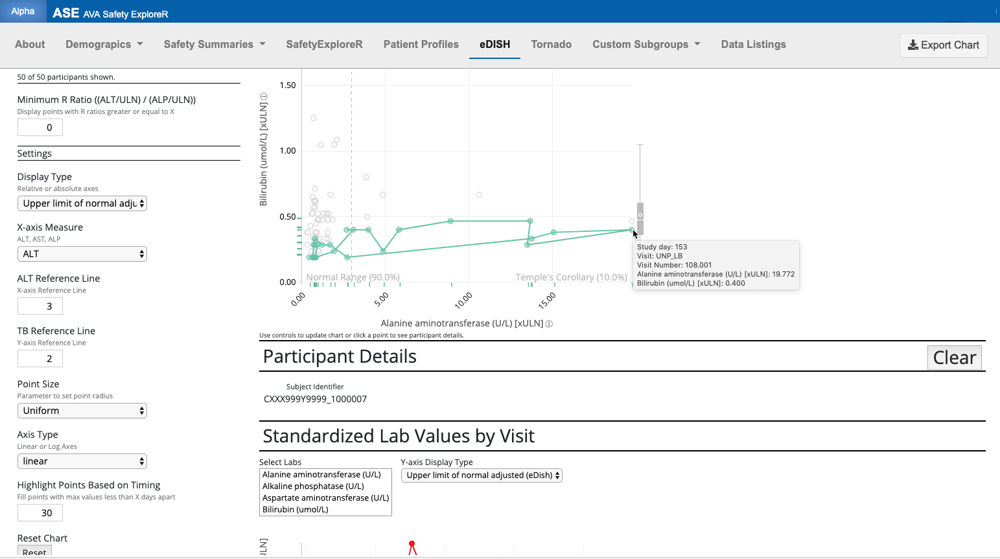 Alpha
ASE AVA Safety ExploreR
About
Demograpics
Safety Summaries
SafetyExploreR
Patient Profiles
eDISH
Tornado
Custom Subgroups
Data Listings
Export Chart
50 of 50 participants shown.
Minimum R Ratio ((ALT/ULN) / (ALP/ULN))
Display points with R ratios greater or equal to X
0
Settings
Display Type
Relative or absolute axes
Upper limit of normal adju
X-axis Measure
ALT, AST, ALP
ALT
ALT Reference Line
X-axis Reference Line
3
TB Reference Line
Y-axis Reference Line
2
Point Size
Parameter to set point radius
Uniform
Axis Type
Linear or Log Axes
linear
Highlight Points Based on Timing
Fill points with max values less than X days apart
30
Reset Chart
Reset
Bilirubin (umol/L) [xULN]
1.50
1.00
0.50
0.00
Normal Range (90.0%)
Temple's Corollary (10.0%)
0.00
5.00
10.00
15.00
Alanine aminotransferase (U/L) [xULN]
Study day: 153
Visit: UNP_LB
Visit Number: 108.001
Alanine aminotransferase (U/L) [xULN]: 19.772
Bilirubin (umol/L) [xULN]: 0.400
Use controls to update chart or click a point to see participant details.
Participant Details
Clear
Subject Identifier
CXXX999Y9999_1000007
Standardized Lab Values by Visit
Select Labs
Alanine aminotransferase (U/L)
Alkaline phosphatase (U/L)
Aspartate aminotransferase (U/L)
Bilirubin (umol/L)
Y-axis Display Type
Upper limit of normal adjusted (eDish)
ULN]